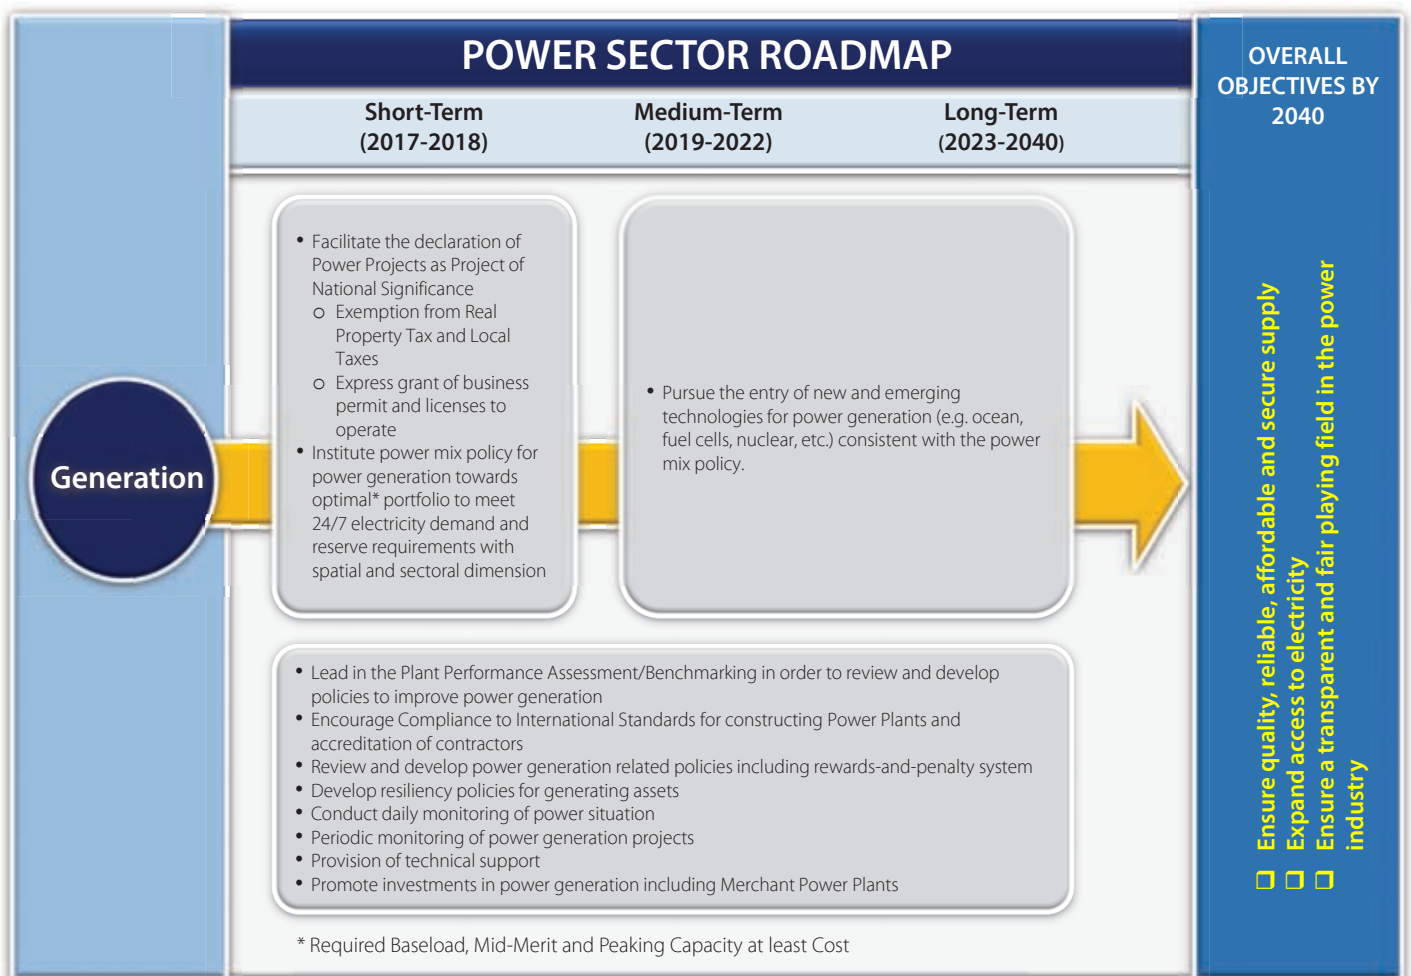 POWER SECTOR ROADMAP
Short-Term
(2017-2018)
Medium-Term
(2019-2022)
Long-Term
(2023-2040)
OVERALL
OBJECTIVES BY
2040
Generation
• Facilitate the declaration of
Power Projects as Project of
National Significance
o Exemption from Real
Property Tax and Local
Taxes
o Express grant of business
permit and licenses to
operate
• Institute power mix policy for
power generation towards
optimal* portfolio to meet
24/7 electricity demand and
reserve requirements with
spatial and sectoral dimension
• Pursue the entry of new and emerging
technologies for power generation (e.g. ocean,
fuel cells, nuclear, etc.) consistent with the power
mix policy.
• Lead in the Plant Performance Assessment/Benchmarking in order to review and develop
policies to improve power generation
• Encourage Compliance to International Standards for constructing Power Plants and
accreditation of contractors
• Review and develop power generation related policies including rewards-and-penalty system
• Develop resiliency policies for generating assets
• Conduct daily monitoring of power situation
• Periodic monitoring of power generation projects
• Provision of technical support
• Promote investments in power generation including Merchant Power Plants
* Required Baseload, Mid-Merit and Peaking Capacity at least Cost
❑ Ensure quality, reliable, affordable and secure supply
❑ Expand access to electricity
❑ Ensure a transparent and fair playing field in the power
industry